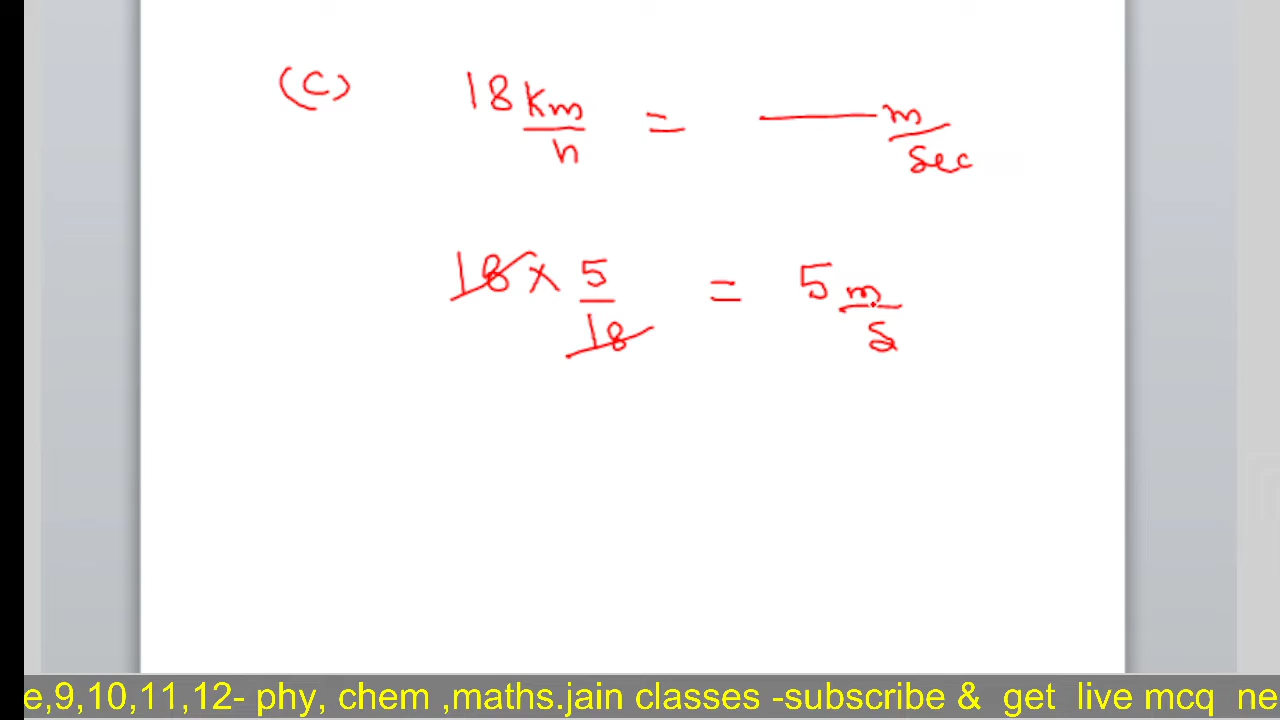 (C) 18 km/h = ___ m/sec
18 × 5/18 = 5 m/s
e,9,10,11,12- phy, chem ,maths.jain classes -subscribe & get live mcq ne